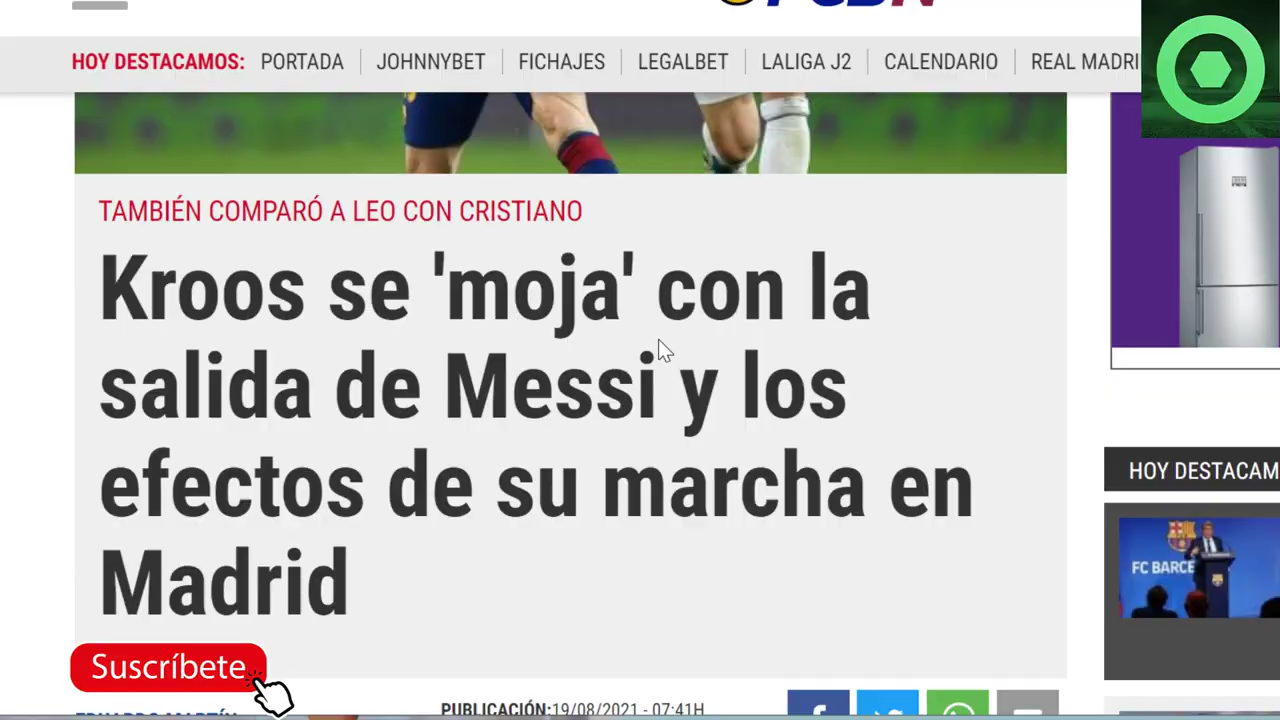 HOY DESTACAMOS: PORTADA JOHNNYBET FICHAJES LEGALBET LALIGA J2 CALENDARIO REAL MADRI
TAMBIÉN COMPARÓ A LEO CON CRISTIANO
Kroos se 'moja' con la
salida de Messi y los
efectos de su marcha en
Madrid
HOY DESTACAM
FC BARCE
Suscríbete
PUBLICACIÓN:19/08/2021 - 07:41H